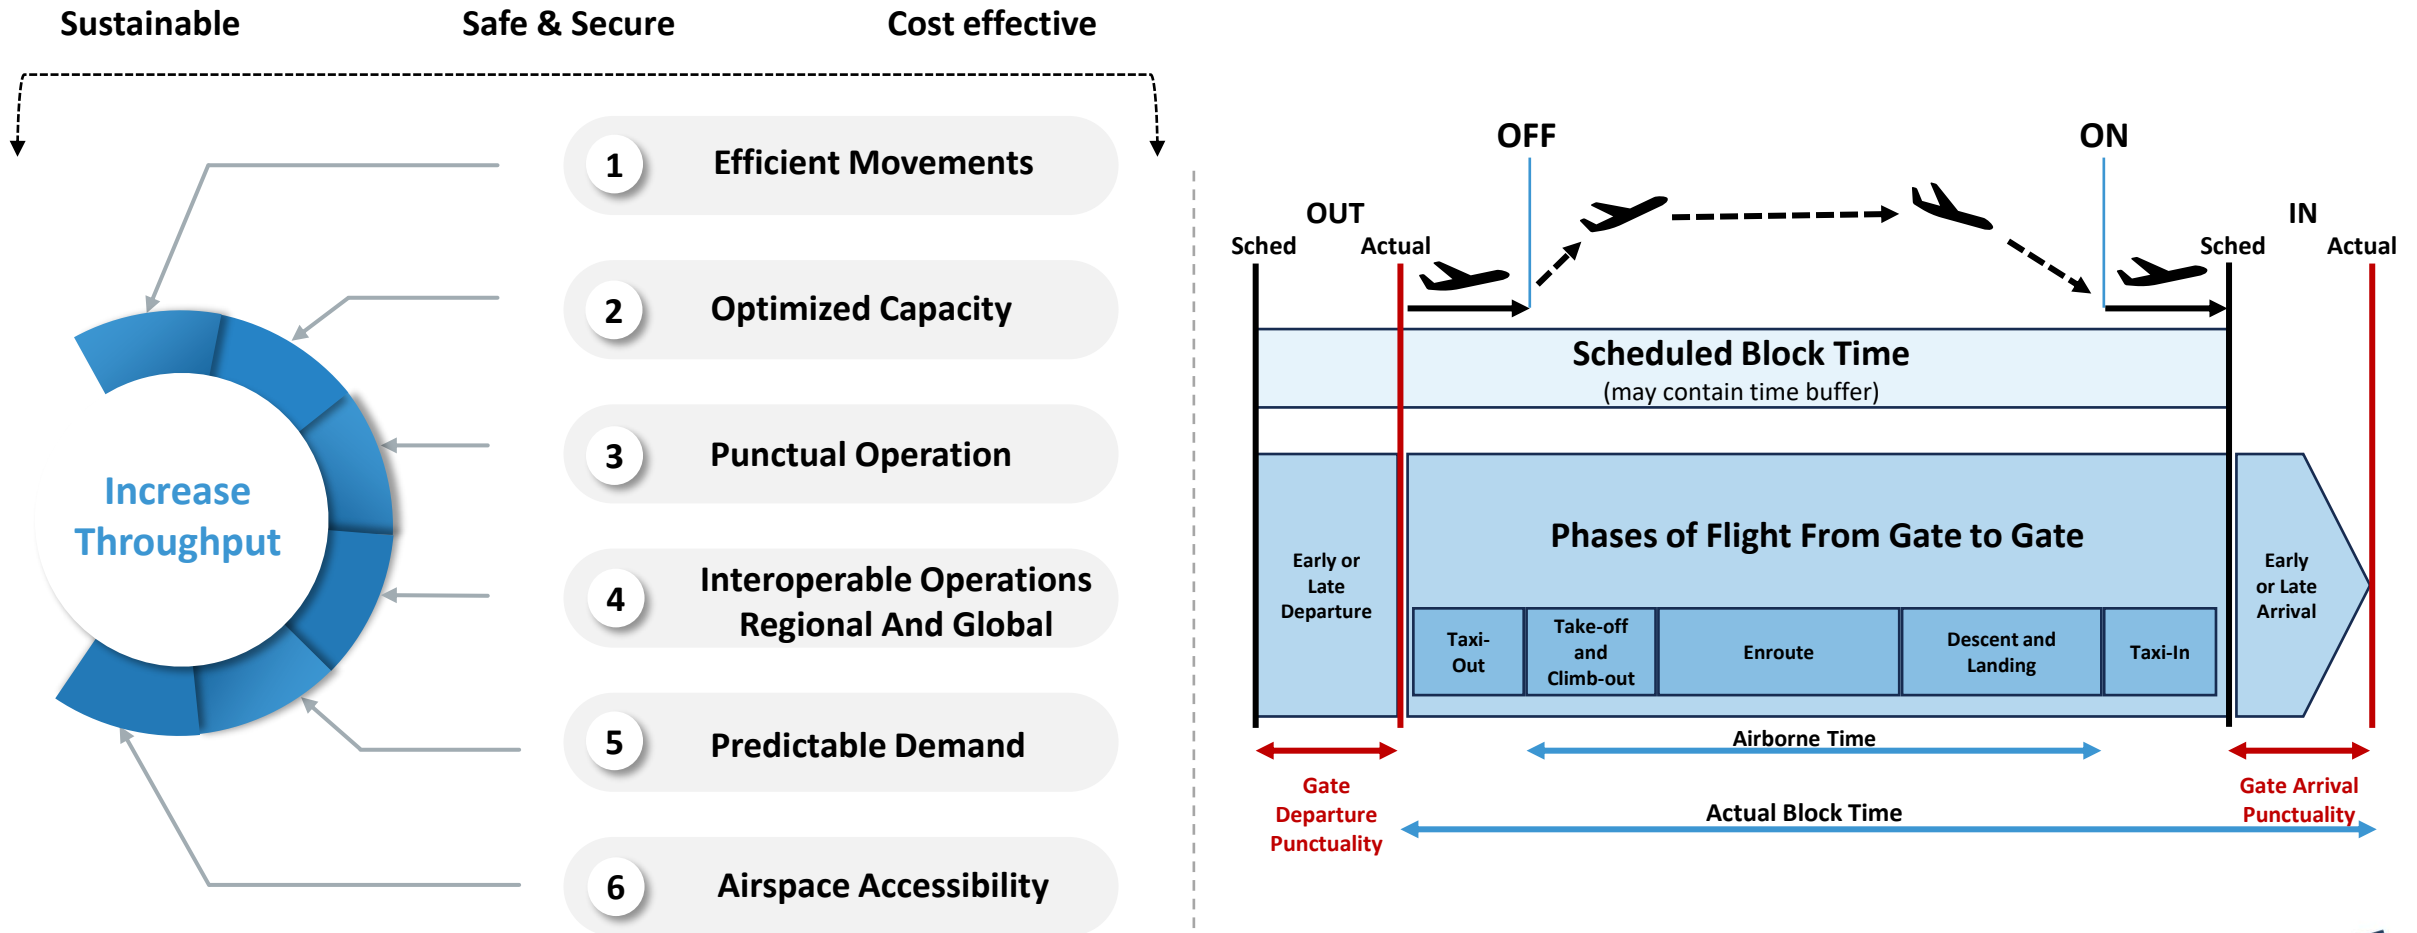 Sustainable
Safe & Secure
Cost effective
1
Efficient Movements
2
Optimized Capacity
3
Punctual Operation
4
Interoperable Operations
Regional And Global
5
Predictable Demand
6
Airspace Accessibility
Increase
Throughput
OFF
ON
OUT
IN
Sched
Actual
Sched
Actual
Scheduled Block Time
(may contain time buffer)
Phases of Flight From Gate to Gate
Early or
Late
Departure
Taxi-
Out
Take-off
and
Climb-out
Enroute
Descent and
Landing
Taxi-In
Early
or Late
Arrival
Airborne Time
Gate
Departure
Punctuality
Actual Block Time
Gate Arrival
Punctuality